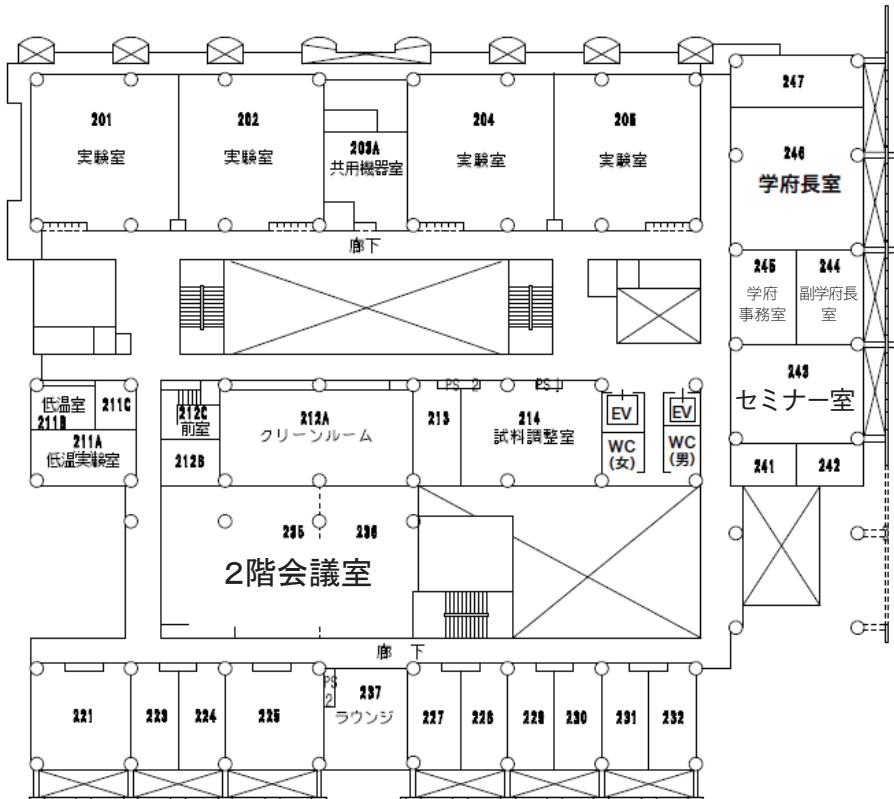 247
201
実験室
202
実験室
203A
共用機器室
204
実験室
205
実験室
246
学府長室
廊下
245
学府
事務室
244
副学府長
室
243
セミナー室
低温室
211B
211C
211A
低温実験室
212C
前室
212B
212A
クリーンルーム
213
PS 2
PS 1
214
試料調整室
EV
WC
(女)
EV
WC
(男)
241
242
235
236
2階会議室
廊下
221
223
224
225
PS
2
237
ラウンジ
227
228
229
230
231
232